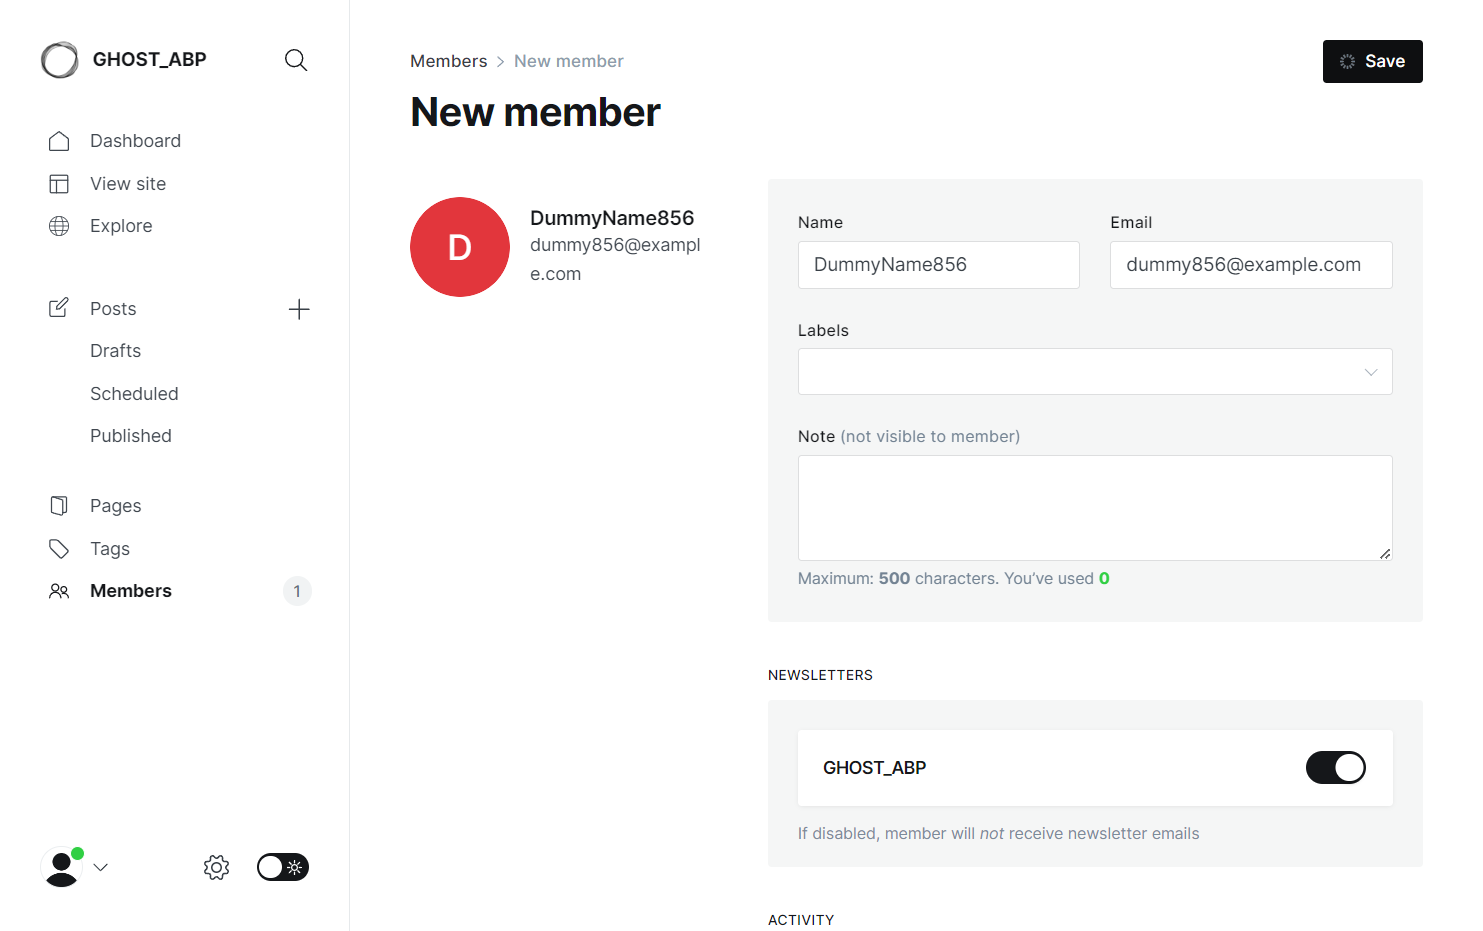 GHOST_ABP
Dashboard
View site
Explore
Posts
Drafts
Scheduled
Published
Pages
Tags
Members
1
Members > New member
Save
New member
D
DummyName856
dummy856@exampl
e.com
Name
DummyName856
Email
dummy856@example.com
Labels
Note (not visible to member)
Maximum: 500 characters. You’ve used 0
NEWSLETTERS
GHOST_ABP
If disabled, member will not receive newsletter emails
ACTIVITY